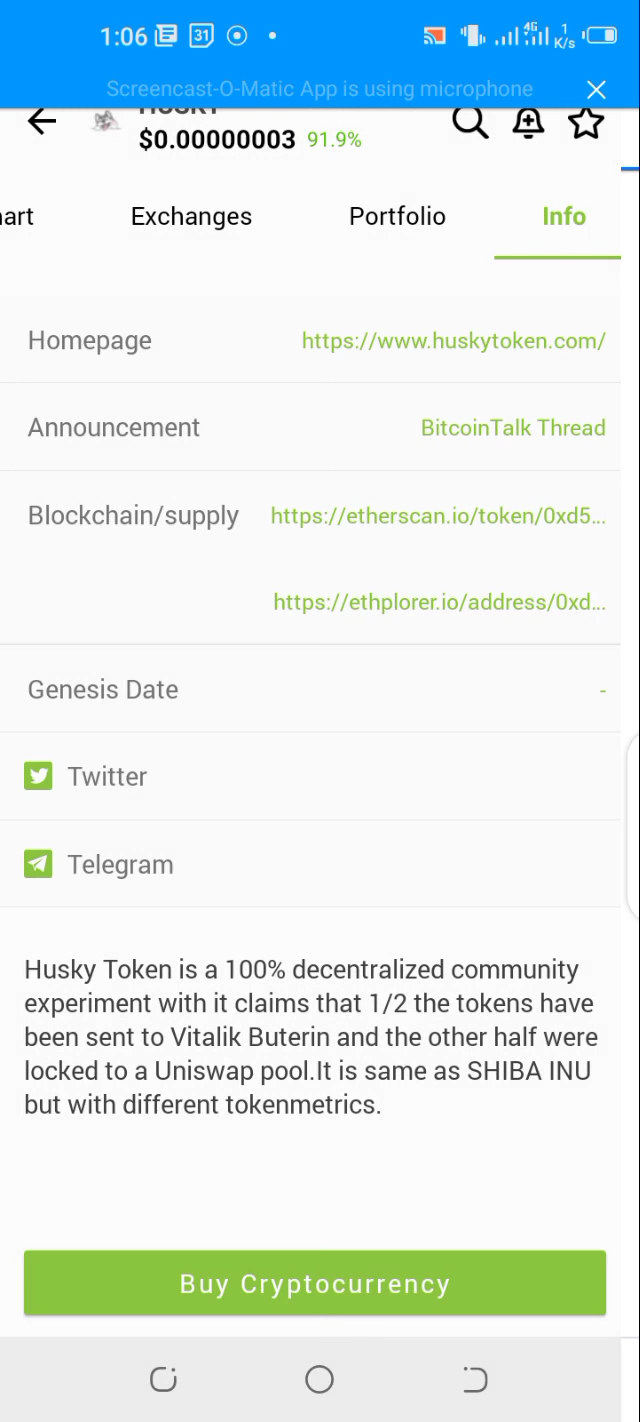 1:06 31 4G 1 K/s
Screencast-O-Matic App is using microphone
HUSKY
$0.00000003 91.9%
art Exchanges Portfolio Info
Homepage https://www.huskytoken.com/
Announcement BitcoinTalk Thread
Blockchain/supply https://etherscan.io/token/0xd5...
https://ethplorer.io/address/0xd...
Genesis Date -
Twitter
Telegram
Husky Token is a 100% decentralized community
experiment with it claims that 1/2 the tokens have
been sent to Vitalik Buterin and the other half were
locked to a Uniswap pool.It is same as SHIBA INU
but with different tokenmetrics.
Buy Cryptocurrency